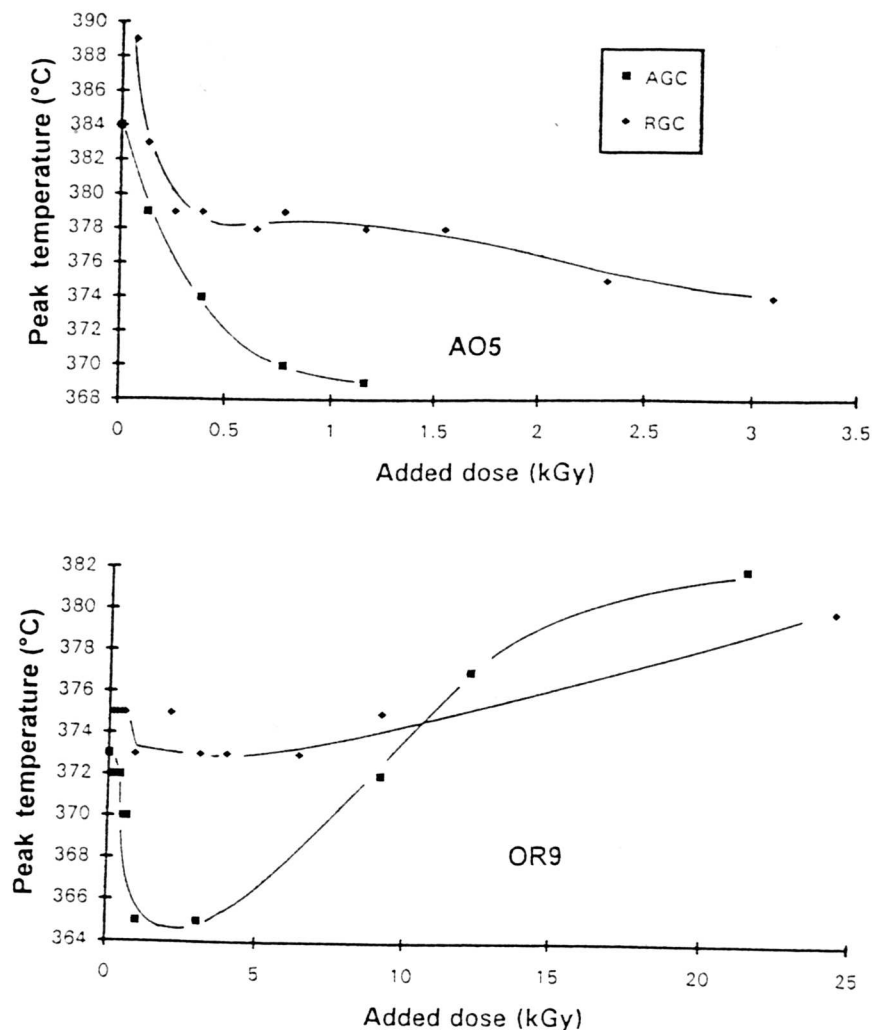 390
388
386
384
382
380
378
376
374
372
370
368
Peak temperature (°C)
AGC
RGC
AO5
0 0.5 1 1.5 2 2.5 3 3.5
Added dose (kGy)
382
380
378
376
374
372
370
368
366
364
Peak temperature (°C)
OR9
0 5 10 15 20 25
Added dose (kGy)